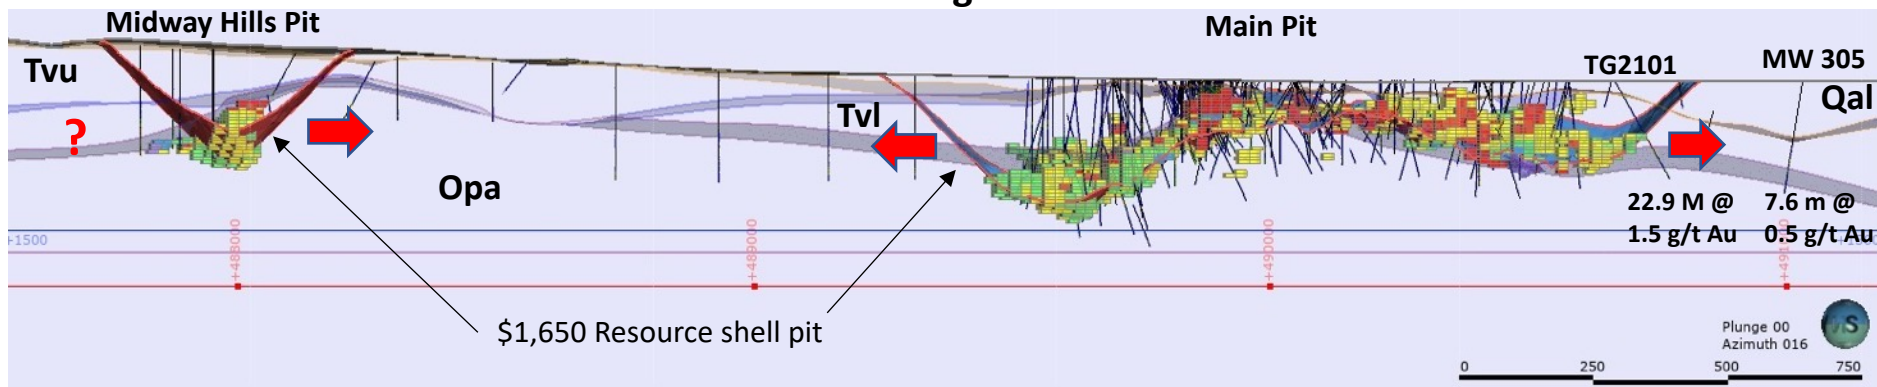 g
Midway Hills Pit
Main Pit
Tvu
TG2101
MW 305
Qal
?
Tvl
Opa
22.9 M @
1.5 g/t Au
7.6 m @
0.5 g/t Au
+1500
+488000
+489000
+490000
$1,650 Resource shell pit
Plunge 00
Azimuth 016
S
0 250 500 750